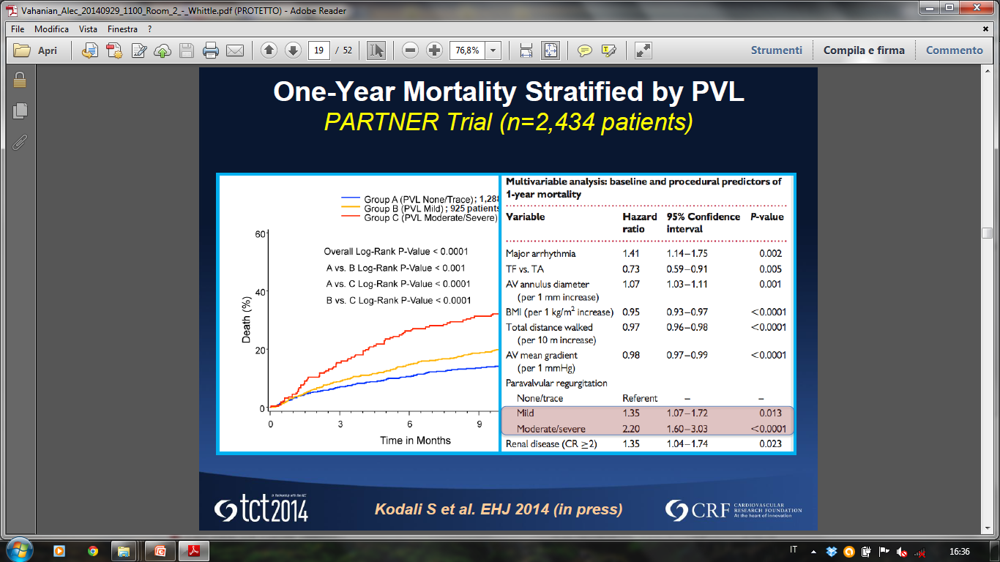 Vahanian_Alec_20140929_1100_Room_2_-_Whittle.pdf (PROTETTO) - Adobe Reader
File Modifica Vista Finestra ?
Apri 19 / 52 76,8% Strumenti Compila e firma Commento
One-Year Mortality Stratified by PVL
PARTNER Trial (n=2,434 patients)
Group A (PVL None/Trace) ; 1,288
Group B (PVL Mild) ; 925 patients
Group C (PVL Moderate/Severe)
Overall Log-Rank P-Value < 0.0001
A vs. B Log-Rank P-Value < 0.001
A vs. C Log-Rank P-Value < 0.0001
B vs. C Log-Rank P-Value < 0.0001
Death (%)
60
40
20
0
0 3 6 9
Time in Months
Multivariable analysis: baseline and procedural predictors of
1-year mortality
Variable Hazard 95% Confidence P-value
ratio interval
Major arrhythmia 1.41 1.14–1.75 0.002
TF vs. TA 0.73 0.59–0.91 0.005
AV annulus diameter 1.07 1.03–1.11 0.001
(per 1 mm increase)
BMI (per 1 kg/m² increase) 0.95 0.93–0.97 <0.0001
Total distance walked 0.97 0.96–0.98 <0.0001
(per 10 m increase)
AV mean gradient 0.98 0.97–0.99 <0.0001
(per 1 mmHg)
Paravalvular regurgitation
None/trace Referent – –
Mild 1.35 1.07–1.72 0.013
Moderate/severe 2.20 1.60–3.03 <0.0001
Renal disease (CR ≥2) 1.35 1.04–1.74 0.023
In Partnership with the ACC
tct2014
Kodali S et al. EHJ 2014 (in press)
CRF CARDIOVASCULAR
RESEARCH FOUNDATION
At the heart of innovation
IT 16:36